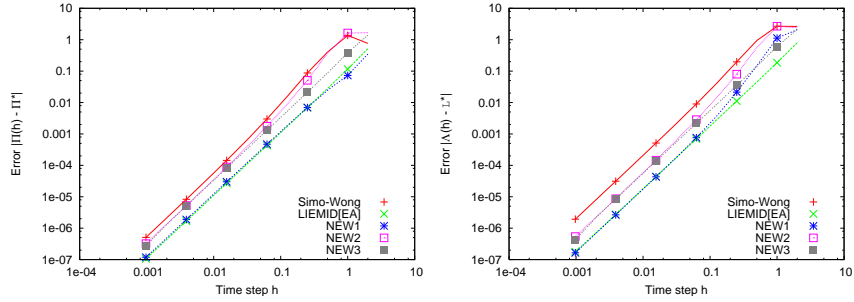 Error |Π(h) - Π*|
10
1
0.1
0.01
0.001
1e-04
1e-05
1e-06
1e-07
1e-04
0.001
0.01
0.1
1
10
Time step h
Simo-Wong
LIEMID[EA]
NEW1
NEW2
NEW3
Error |Λ(h) - 𝕃*|
10
1
0.1
0.01
0.001
1e-04
1e-05
1e-06
1e-07
1e-04
0.001
0.01
0.1
1
10
Time step h
Simo-Wong
LIEMID[EA]
NEW1
NEW2
NEW3